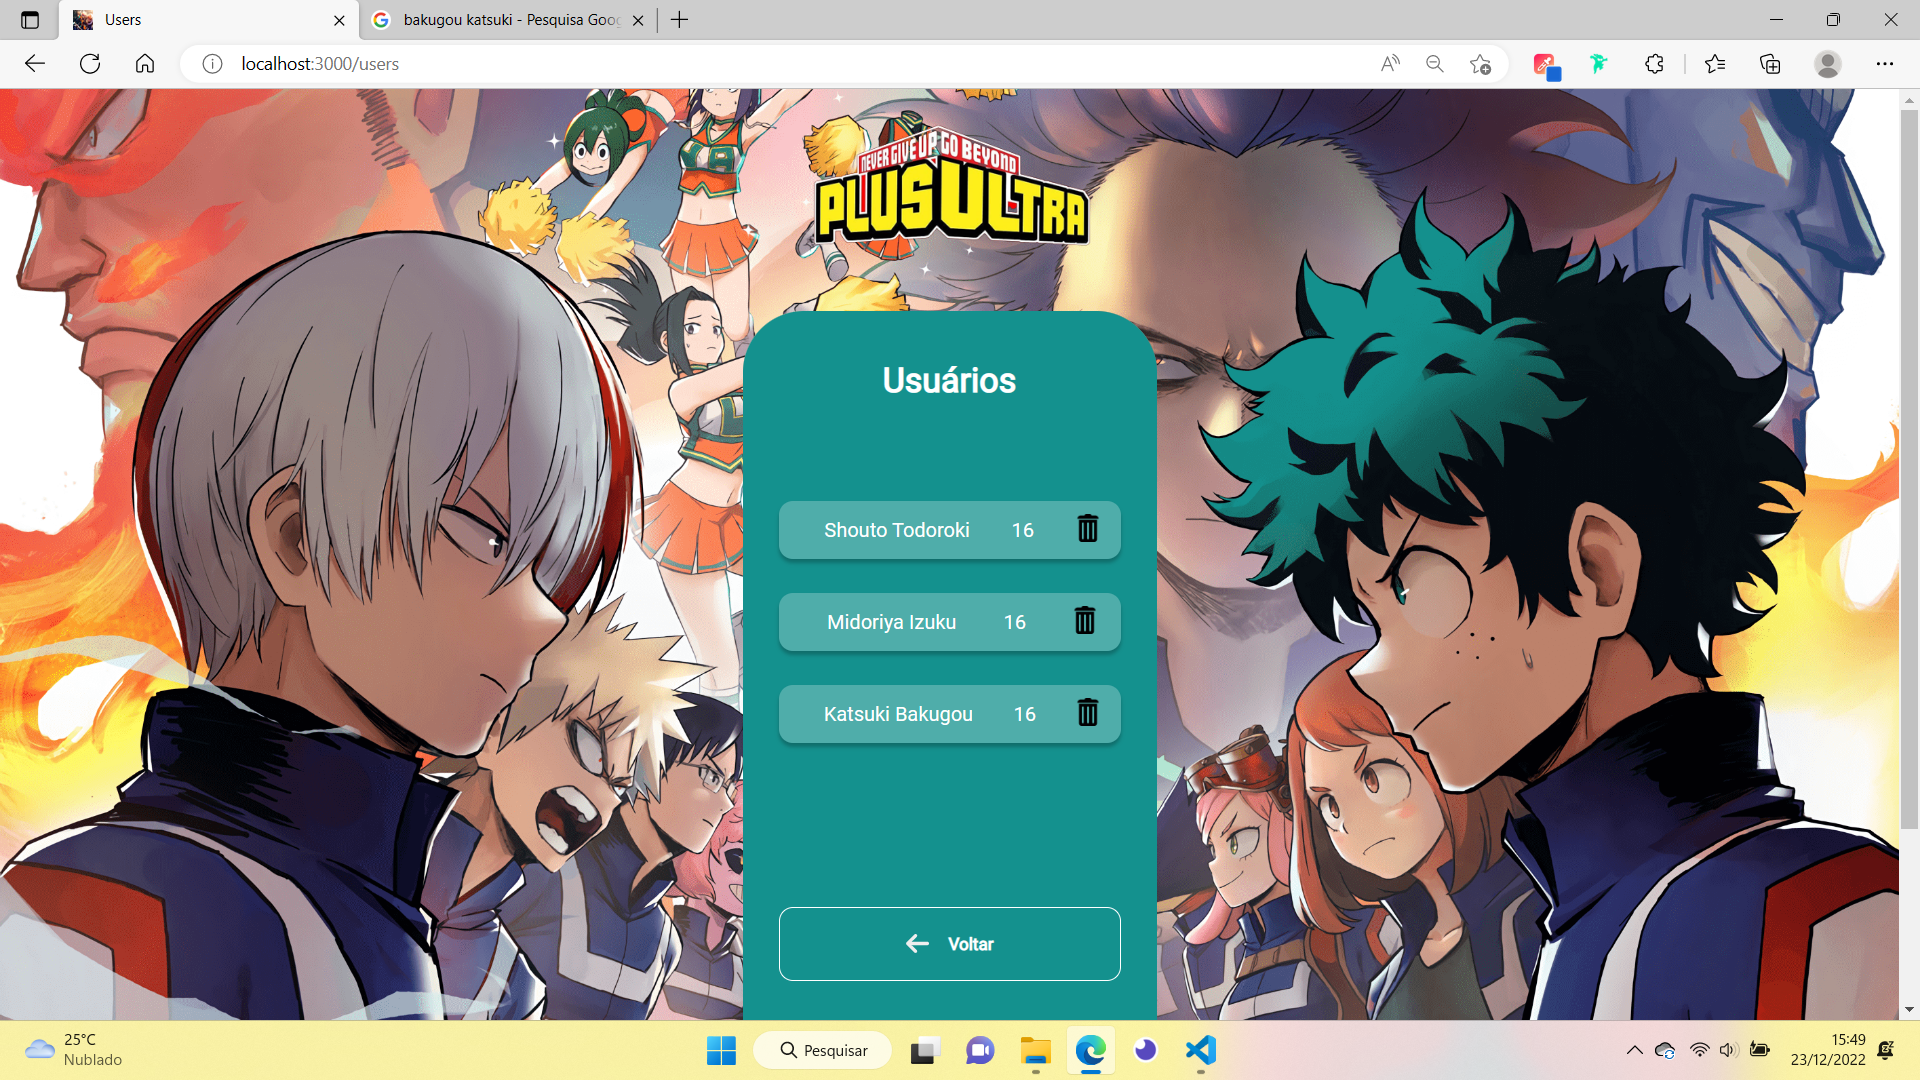 Users
bakugou katsuki - Pesquisa Goo
localhost:3000/users
NEVER GIVE UP GO BEYOND
PLUS ULTRA
UA
Usuários
Shouto Todoroki 16
Midoriya Izuku 16
Katsuki Bakugou 16
Voltar
25°C
Nublado
Pesquisar
15:49
23/12/2022